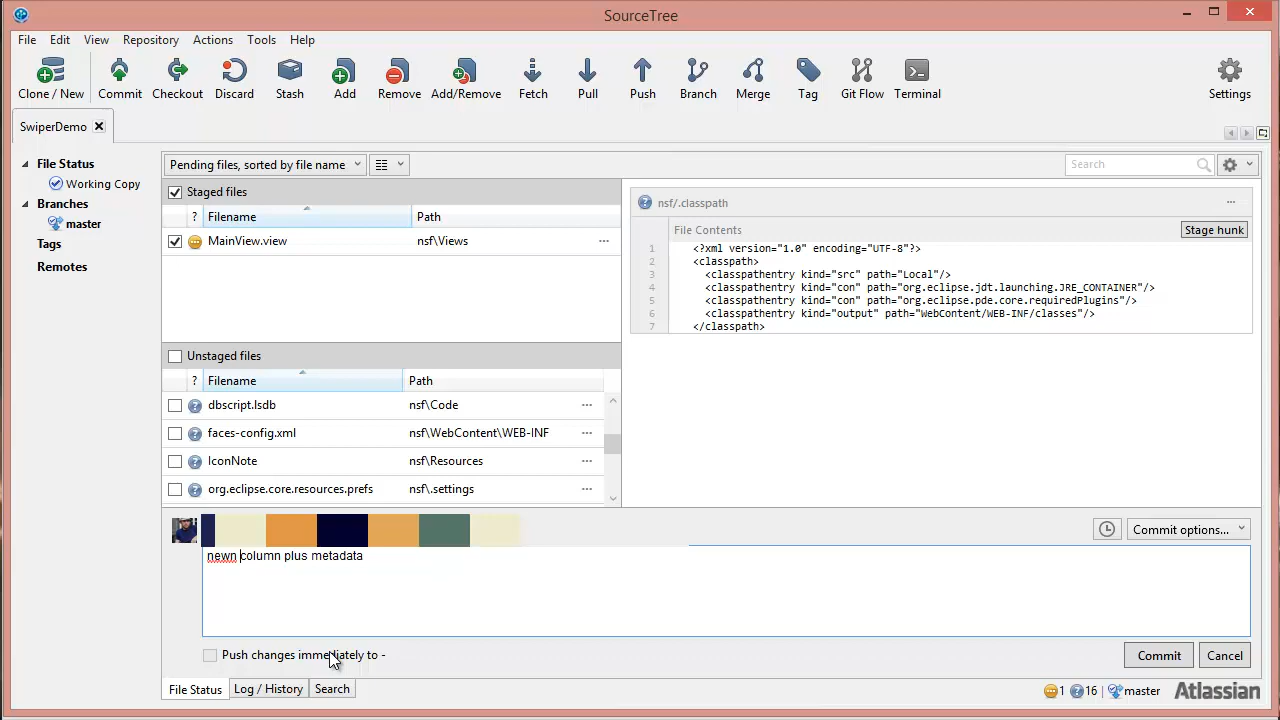 SourceTree
File Edit View Repository Actions Tools Help
Clone / New Commit Checkout Discard Stash Add Remove Add/Remove Fetch Pull Push Branch Merge Tag Git Flow Terminal Settings
SwiperDemo
File Status
Working Copy
Branches
master
Tags
Remotes
Pending files, sorted by file name
Search
Staged files
? Filename Path
MainView.view nsf\Views ...
Unstaged files
? Filename Path
dbscript.lsdb nsf\Code ...
faces-config.xml nsf\WebContent\WEB-INF ...
IconNote nsf\Resources ...
org.eclipse.core.resources.prefs nsf\.settings ...
? nsf/.classpath ...
File Contents Stage hunk
1 <?xml version="1.0" encoding="UTF-8"?>
2 <classpath>
3 <classpathentry kind="src" path="Local"/>
4 <classpathentry kind="con" path="org.eclipse.jdt.launching.JRE_CONTAINER"/>
5 <classpathentry kind="con" path="org.eclipse.pde.core.requiredPlugins"/>
6 <classpathentry kind="output" path="WebContent/WEB-INF/classes"/>
7 </classpath>
Commit options...
newn column plus metadata
Push changes immediately to -
Commit Cancel
File Status Log / History Search
1 16 master Atlassian